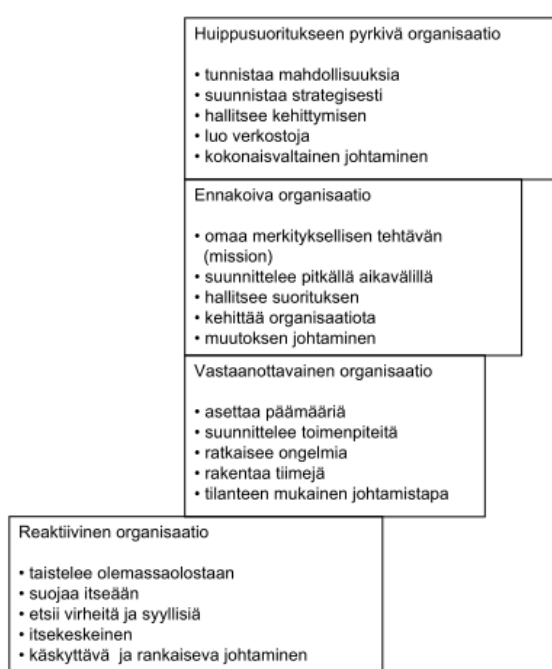 Huippusuoritukseen pyrkivä organisaatio
• tunnistaa mahdollisuuksia
• suunnistaa strategisesti
• hallitsee kehittymisen
• luo verkostoja
• kokonaisvaltainen johtaminen
Ennakoiva organisaatio
• omaa merkityksellisen tehtävän
(mission)
• suunnittelee pitkällä aikavälillä
• hallitsee suorituksen
• kehittää organisaatiota
• muutoksen johtaminen
Vastaanottavainen organisaatio
• asettaa päämääriä
• suunnittelee toimenpiteitä
• ratkaisee ongelmia
• rakentaa tiimejä
• tilanteen mukainen johtamistapa
Reaktiivinen organisaatio
• taistelee olemassaolostaan
• suojaa itseään
• etsii virheitä ja syyllisiä
• itsekeskeinen
• käskyttävä ja rankaiseva johtaminen